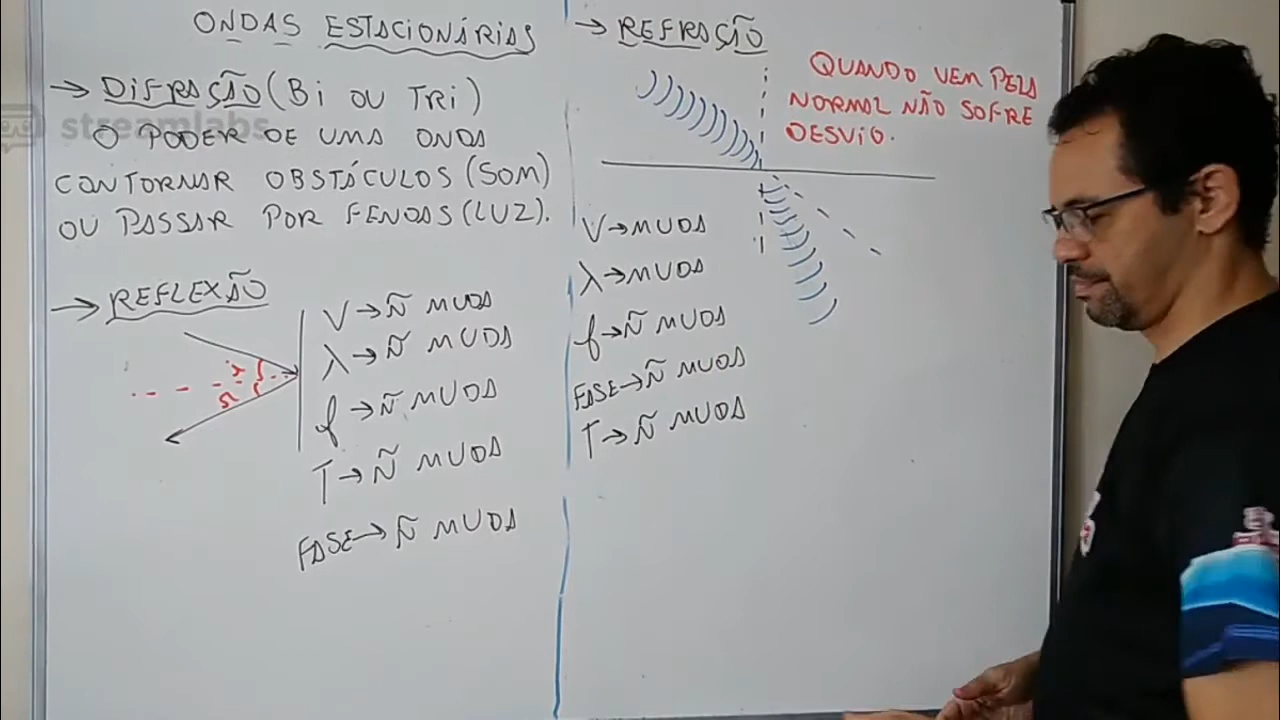 ONDAS ESTACIONÁRIAS
→ DIFRAÇÃO (Bi OU TRi)
O PODER DE UMA ONDA
CONTORNAR OBSTÁCULOS (SOM)
OU PASSAR POR FENDAS (LUZ).
→ REFLEXÃO
V → Ñ MUDA
λ → Ñ MUDA
f → Ñ MUDA
T → Ñ MUDA
FASE → Ñ MUDA
→ REFRAÇÃO
QUANDO VEM PELA
NORMAL NÃO SOFRE
DESVIO.
V → MUDA
λ → MUDA
f → Ñ MUDA
FASE → Ñ MUDA
T → Ñ MUDA
streamlabs